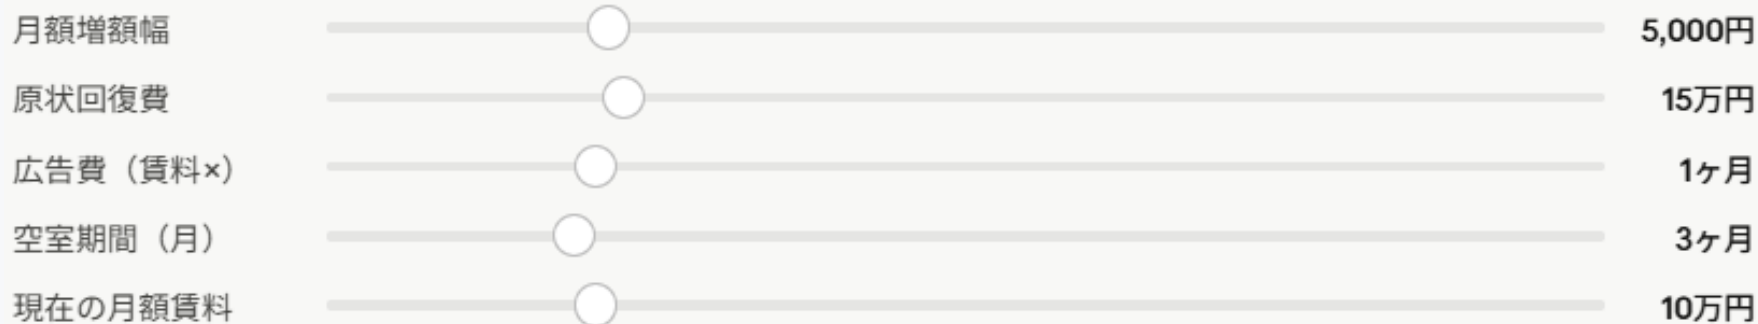 月額増額幅 5,000円
原状回復費 15万円
広告費（賃料×） 1ヶ月
空室期間（月） 3ヶ月
現在の月額賃料 10万円